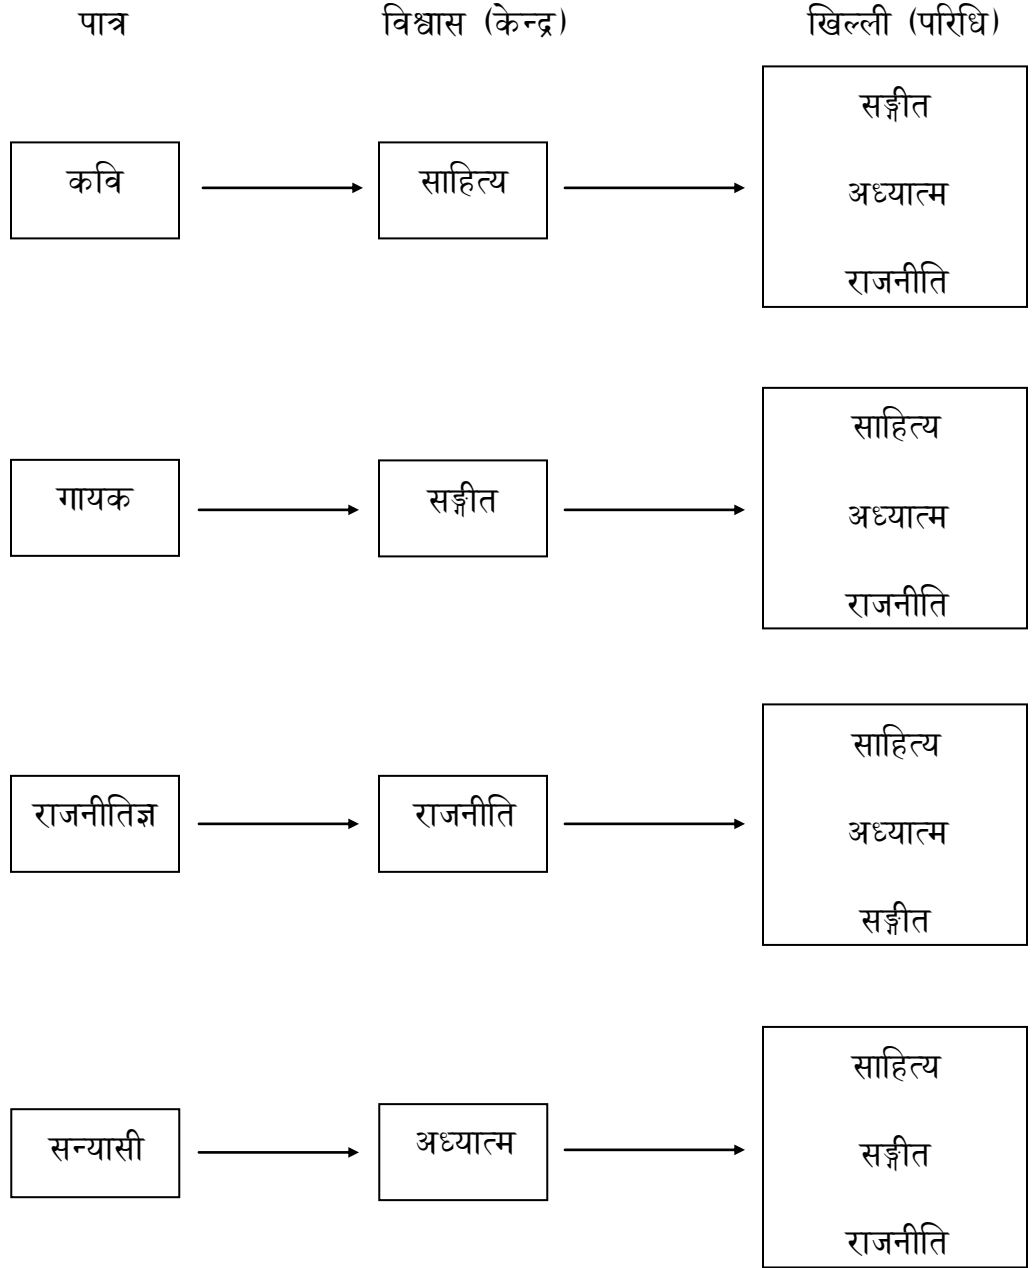 पात्र विश्वास (केन्द्र) खिल्ली (परिधि)
कवि साहित्य सङ्गीत
अध्यात्म
राजनीति
गायक सङ्गीत साहित्य
अध्यात्म
राजनीति
राजनीतिज्ञ राजनीति साहित्य
अध्यात्म
सङ्गीत
सन्यासी अध्यात्म साहित्य
सङ्गीत
राजनीति